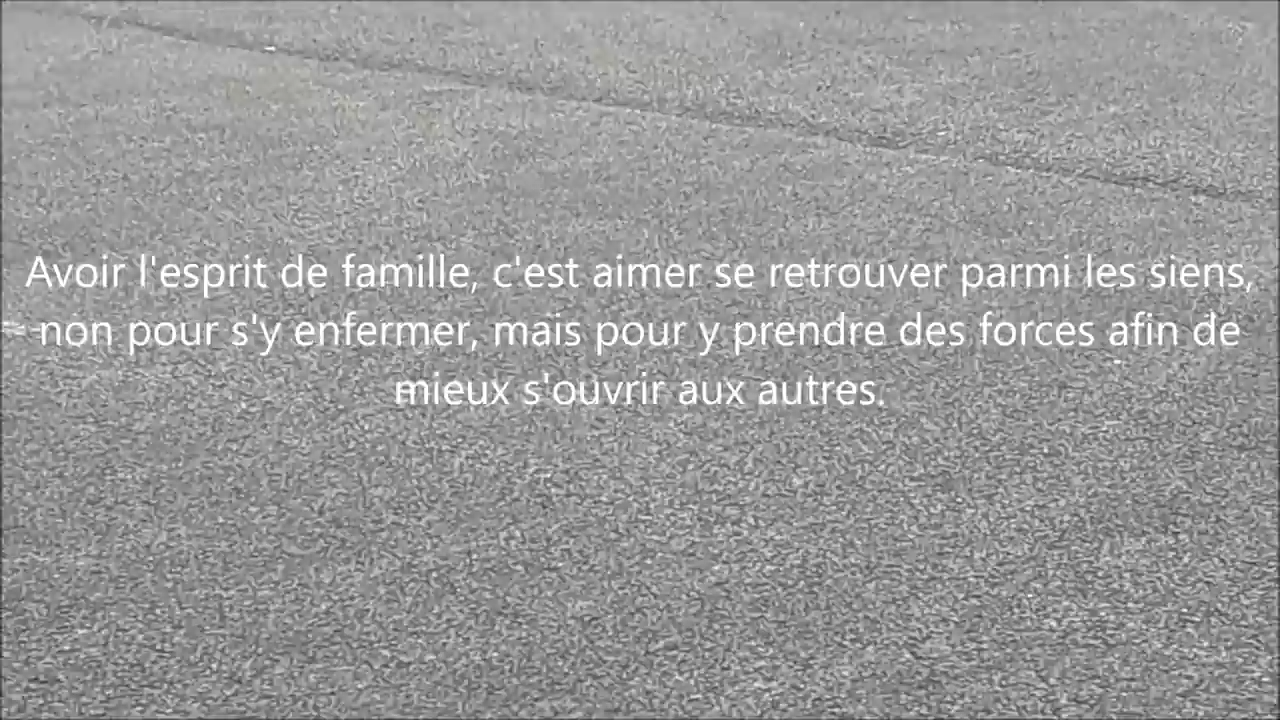 Avoir l'esprit de famille, c'est aimer se retrouver parmi les siens,
non pour s'y enfermer, mais pour y prendre des forces afin de
mieux s'ouvrir aux autres.